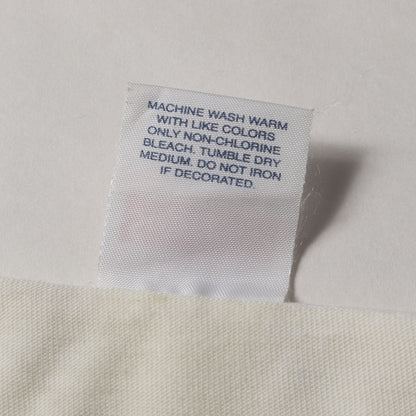 MACHINE WASH WARM
WITH LIKE COLORS
ONLY NON-CHLORINE
BLEACH. TUMBLE DRY
MEDIUM. DO NOT IRON
IF DECORATED.